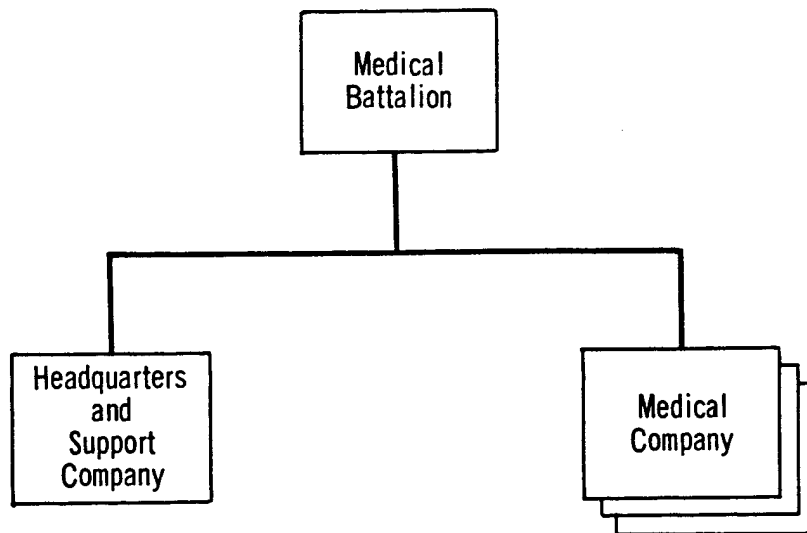 Medical
Battalion
Headquarters
and
Support
Company
Medical
Company